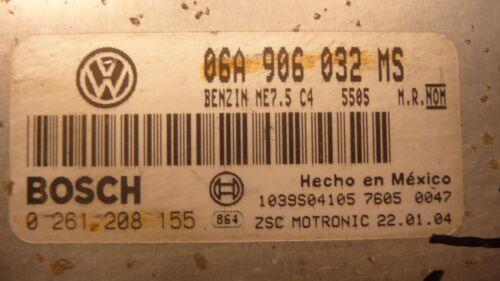 06A 906 032 MS
BENZIN ME7.5 C4 5505 M.R.NOM
BOSCH
Hecho en México
1039S04105 7605 0047
0 261 208 155 864 ZSC MOTRONIC 22.01.04